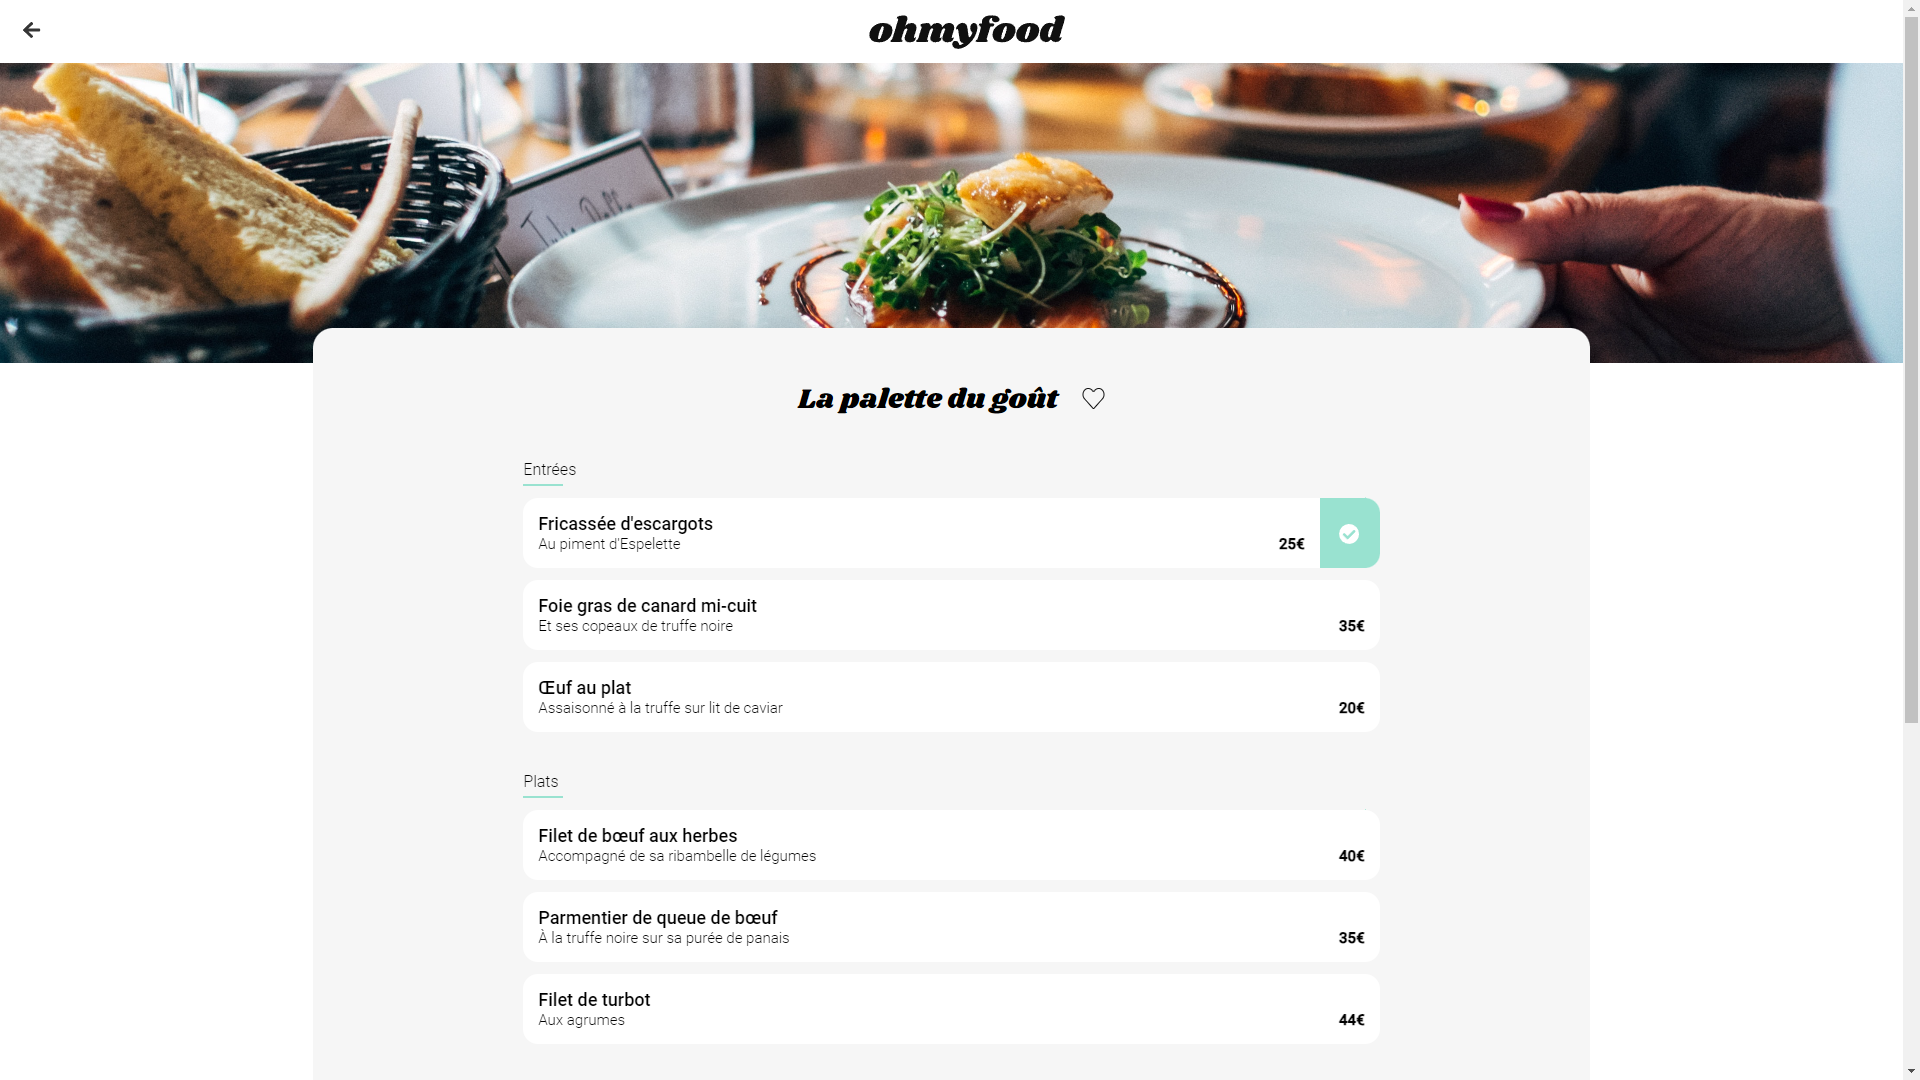 ohmyfood
La palette du goût
Entrées
Fricassée d'escargots
Au piment d'Espelette
25€
Foie gras de canard mi-cuit
Et ses copeaux de truffe noire
35€
Œuf au plat
Assaisonné à la truffe sur lit de caviar
20€
Plats
Filet de bœuf aux herbes
Accompagné de sa ribambelle de légumes
40€
Parmentier de queue de bœuf
À la truffe noire sur sa purée de panais
35€
Filet de turbot
Aux agrumes
44€